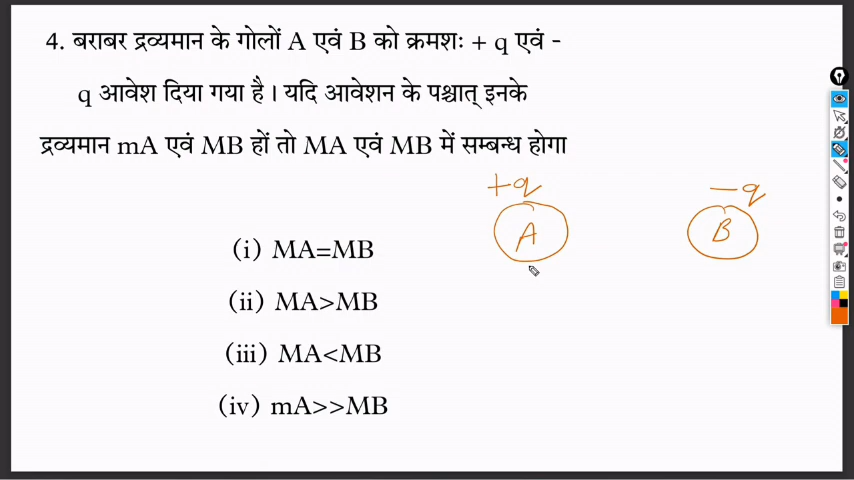 4. बराबर द्रव्यमान के गोलों A एवं B को क्रमशः + q एवं -
q आवेश दिया गया है। यदि आवेशन के पश्चात् इनके
द्रव्यमान mA एवं MB हों तो MA एवं MB में सम्बन्ध होगा
+q
-q
A
B
(i) MA=MB
(ii) MA>MB
(iii) MA<MB
(iv) mA>>MB